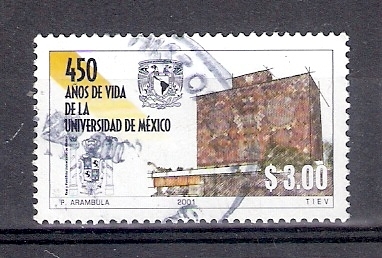 450
AÑOS DE VIDA
DE LA
UNIVERSIDAD DE MÉXICO
$ 3.00
P. ARAMBULA
2001
TIEV